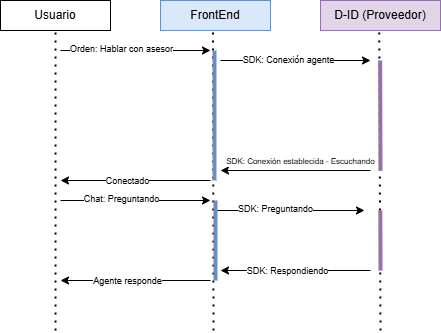 Usuario
FrontEnd
D-ID (Proveedor)
Orden: Hablar con asesor
SDK: Conexión agente
SDK: Conexión establecida - Escuchando
Conectado
Chat: Preguntando
SDK: Preguntando
SDK: Respondiendo
Agente responde